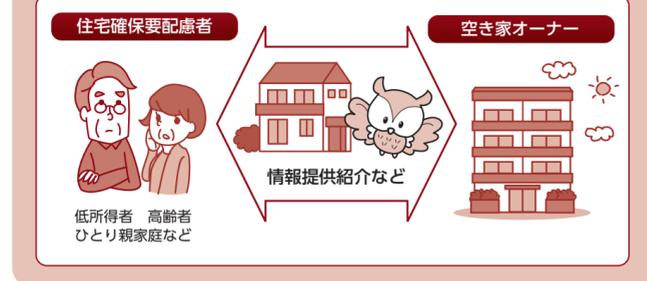 住宅確保要配慮者
空き家オーナー
情報提供紹介など
低所得者　高齢者
ひとり親家庭など